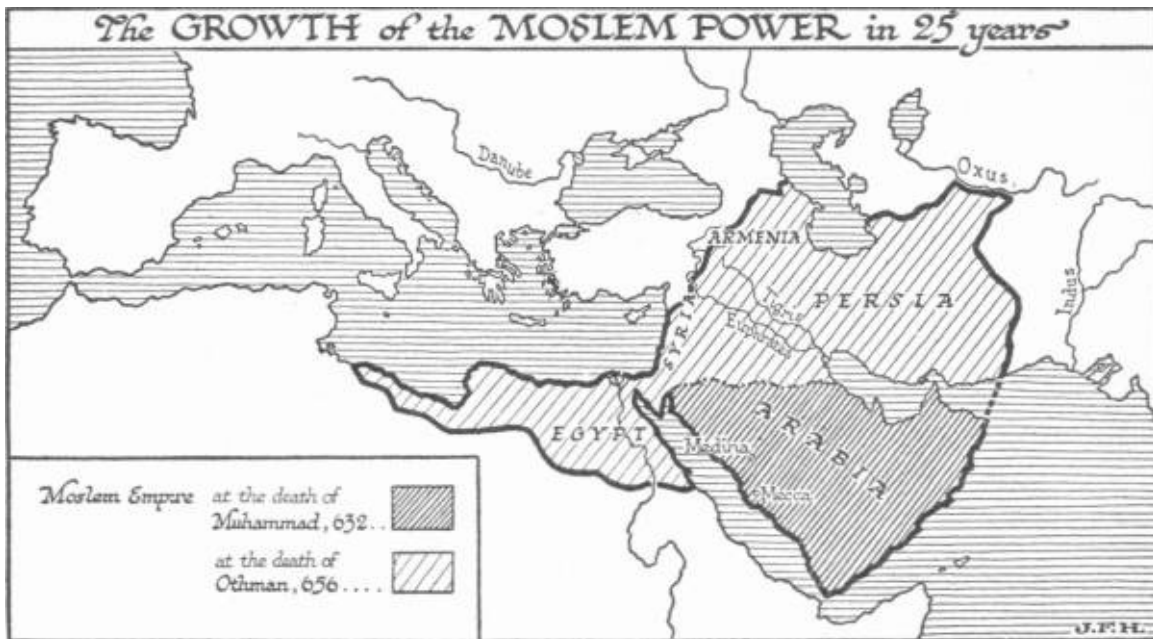 The GROWTH of the MOSLEM POWER in 25 years
Danube
Oxus.
ARMENIA
PERSIA
Tigris
Euphrates
Indus
SYRIA
ARABIA
EGYPT
Medina
Mecca
Moslem Empire at the death of
Muhammad, 632..
at the death of
Othman, 656 ....
J.F.H.